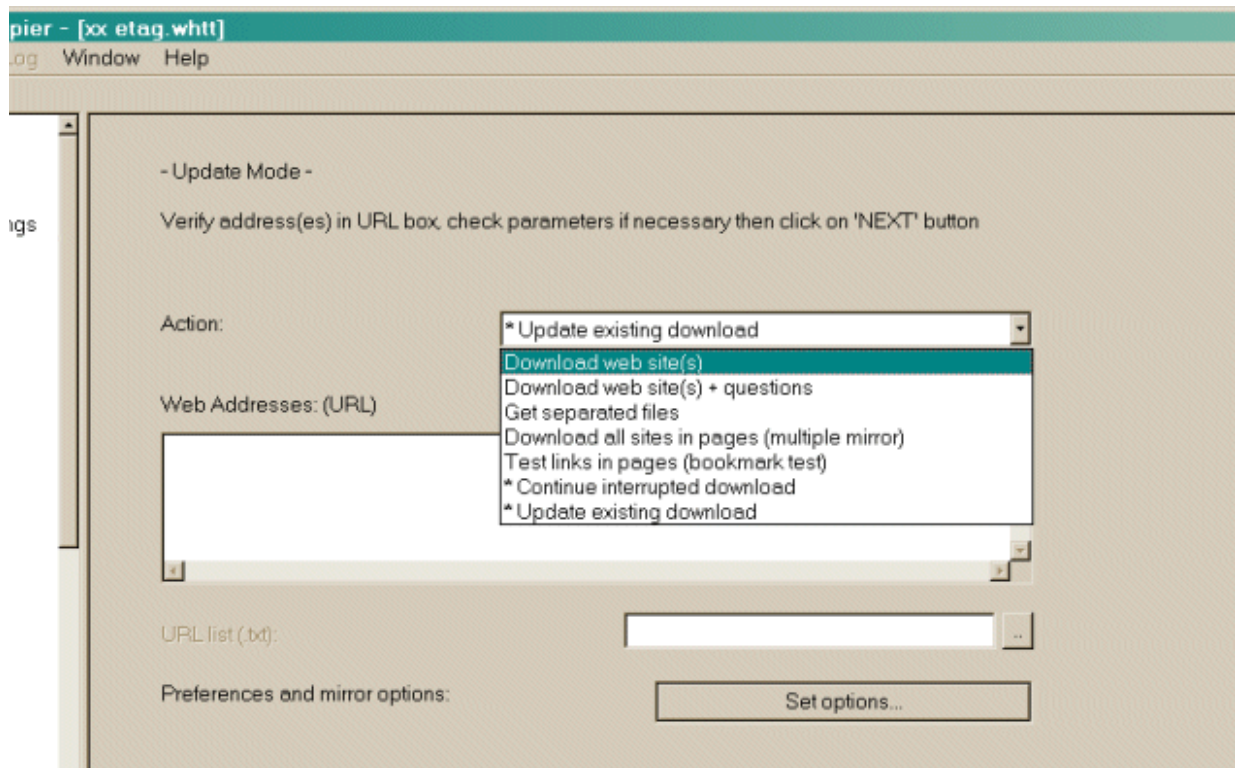 pier - [xx etag.whtt]
Log Window Help
ngs
- Update Mode -
Verify address(es) in URL box, check parameters if necessary then click on 'NEXT' button
Action:
* Update existing download
Download web site(s)
Download web site(s) + questions
Get separated files
Download all sites in pages (multiple mirror)
Test links in pages (bookmark test)
* Continue interrupted download
* Update existing download
Web Addresses: (URL)
URL list (.txt):
..
Preferences and mirror options:
Set options...